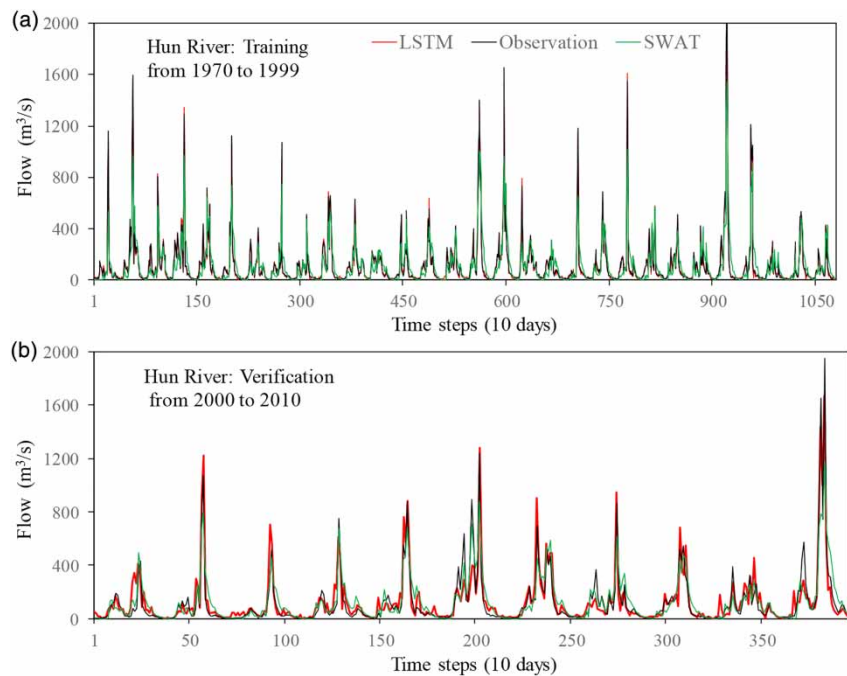 (a)
2000
Hun River: Training
from 1970 to 1999
LSTM Observation SWAT
1600
1200
800
400
0
Flow (m³/s)
1 150 300 450 600 750 900 1050
Time steps (10 days)
(b)
2000
Hun River: Verification
from 2000 to 2010
1600
1200
800
400
0
Flow (m³/s)
1 50 100 150 200 250 300 350
Time steps (10 days)